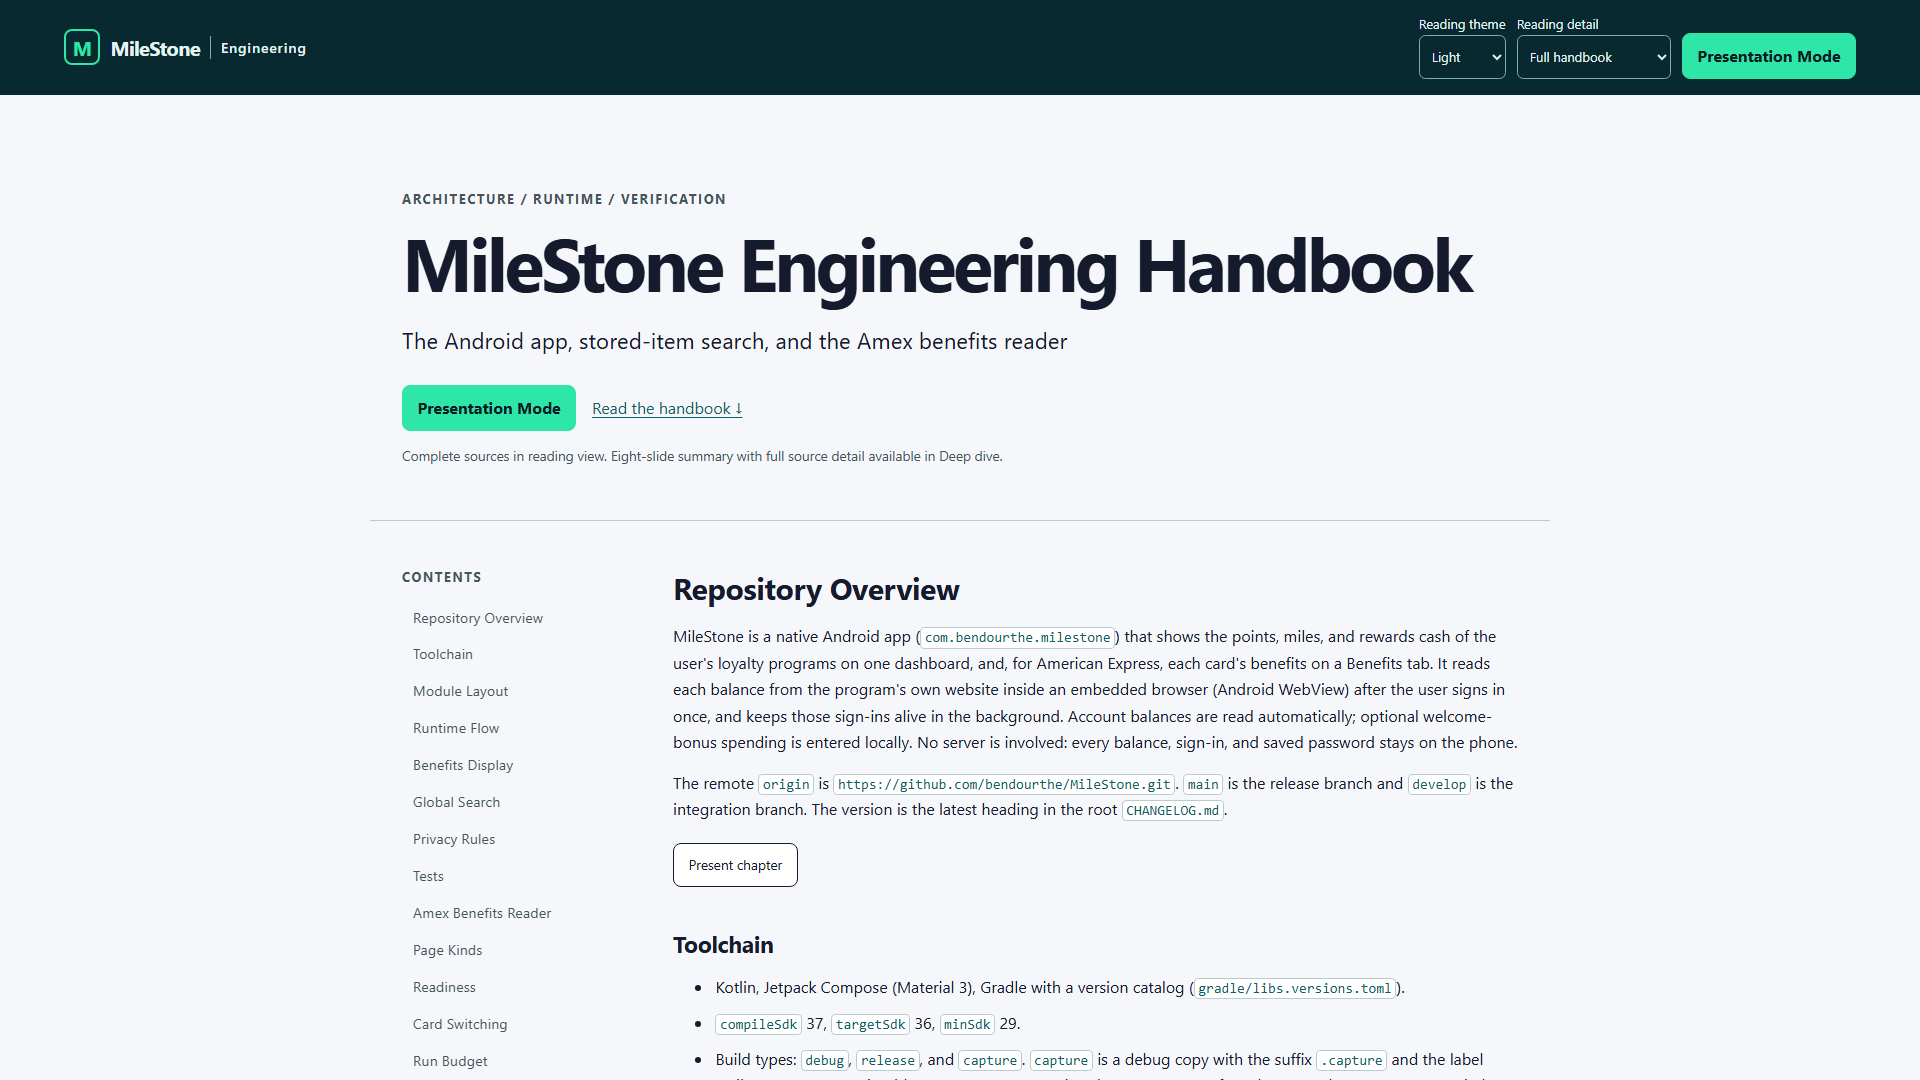 M MileStone Engineering
Reading theme
Light
Reading detail
Full handbook
Presentation Mode
ARCHITECTURE / RUNTIME / VERIFICATION
MileStone Engineering Handbook
The Android app, stored-item search, and the Amex benefits reader
Presentation Mode
Read the handbook ↓
Complete sources in reading view. Eight-slide summary with full source detail available in Deep dive.
CONTENTS
Repository Overview
Toolchain
Module Layout
Runtime Flow
Benefits Display
Global Search
Privacy Rules
Tests
Amex Benefits Reader
Page Kinds
Readiness
Card Switching
Run Budget
Repository Overview
MileStone is a native Android app (com.bendourthe.milestone) that shows the points, miles, and rewards cash of the
user's loyalty programs on one dashboard, and, for American Express, each card's benefits on a Benefits tab. It reads
each balance from the program's own website inside an embedded browser (Android WebView) after the user signs in
once, and keeps those sign-ins alive in the background. Account balances are read automatically; optional welcome-
bonus spending is entered locally. No server is involved: every balance, sign-in, and saved password stays on the phone.
The remote origin is https://github.com/bendourthe/MileStone.git. main is the release branch and develop is the
integration branch. The version is the latest heading in the root CHANGELOG.md.
Present chapter
Toolchain
• Kotlin, Jetpack Compose (Material 3), Gradle with a version catalog (gradle/libs.versions.toml).
• compileSdk 37, targetSdk 36, minSdk 29.
• Build types: debug, release, and capture. capture is a debug copy with the suffix .capture and the label